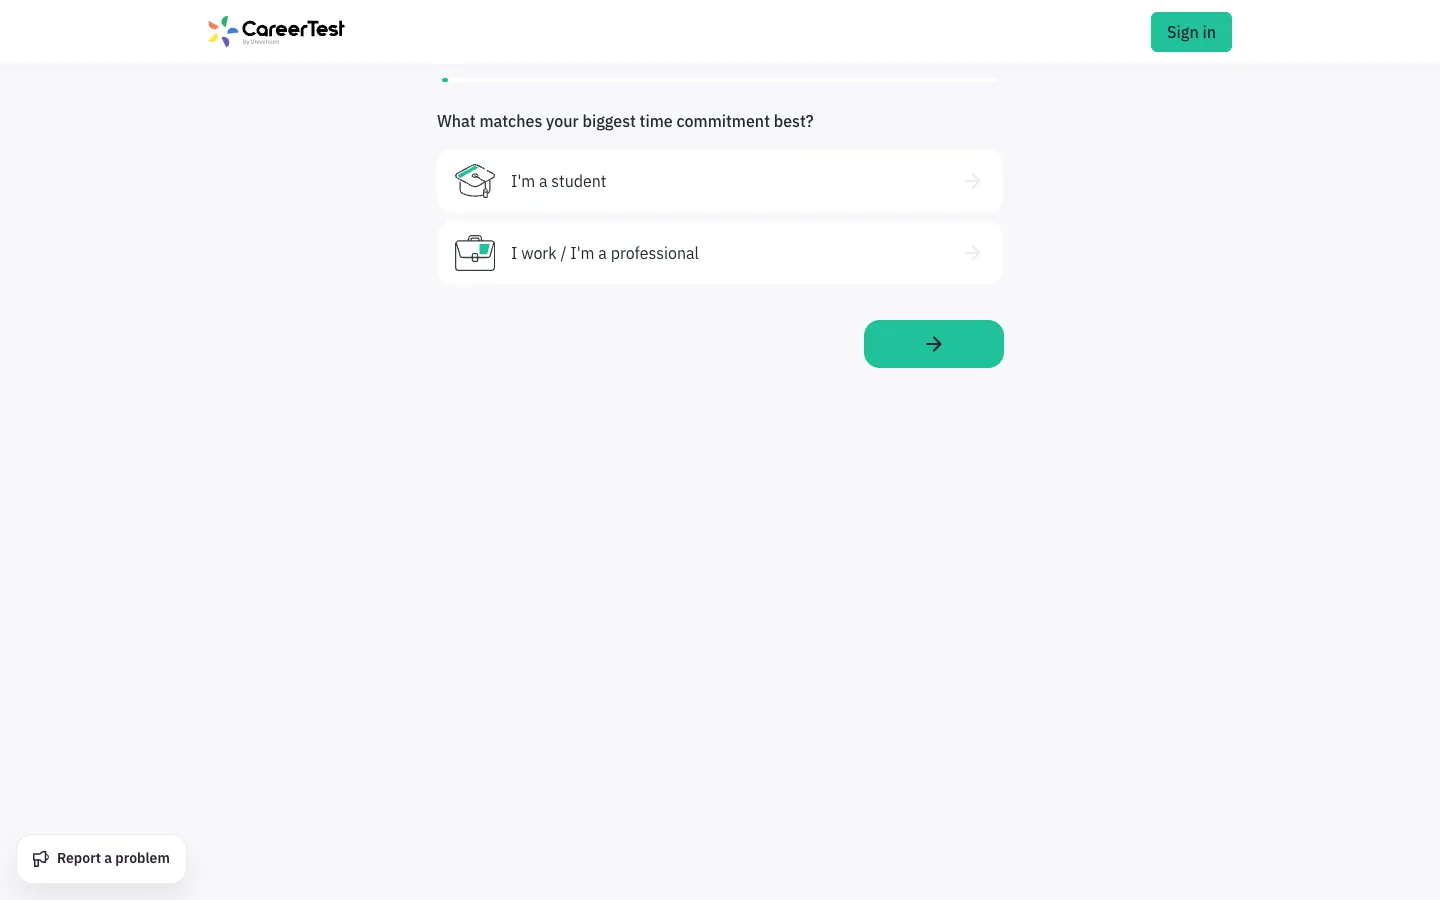 CareerTest
Sign in
What matches your biggest time commitment best?
I'm a student
I work / I'm a professional
Report a problem